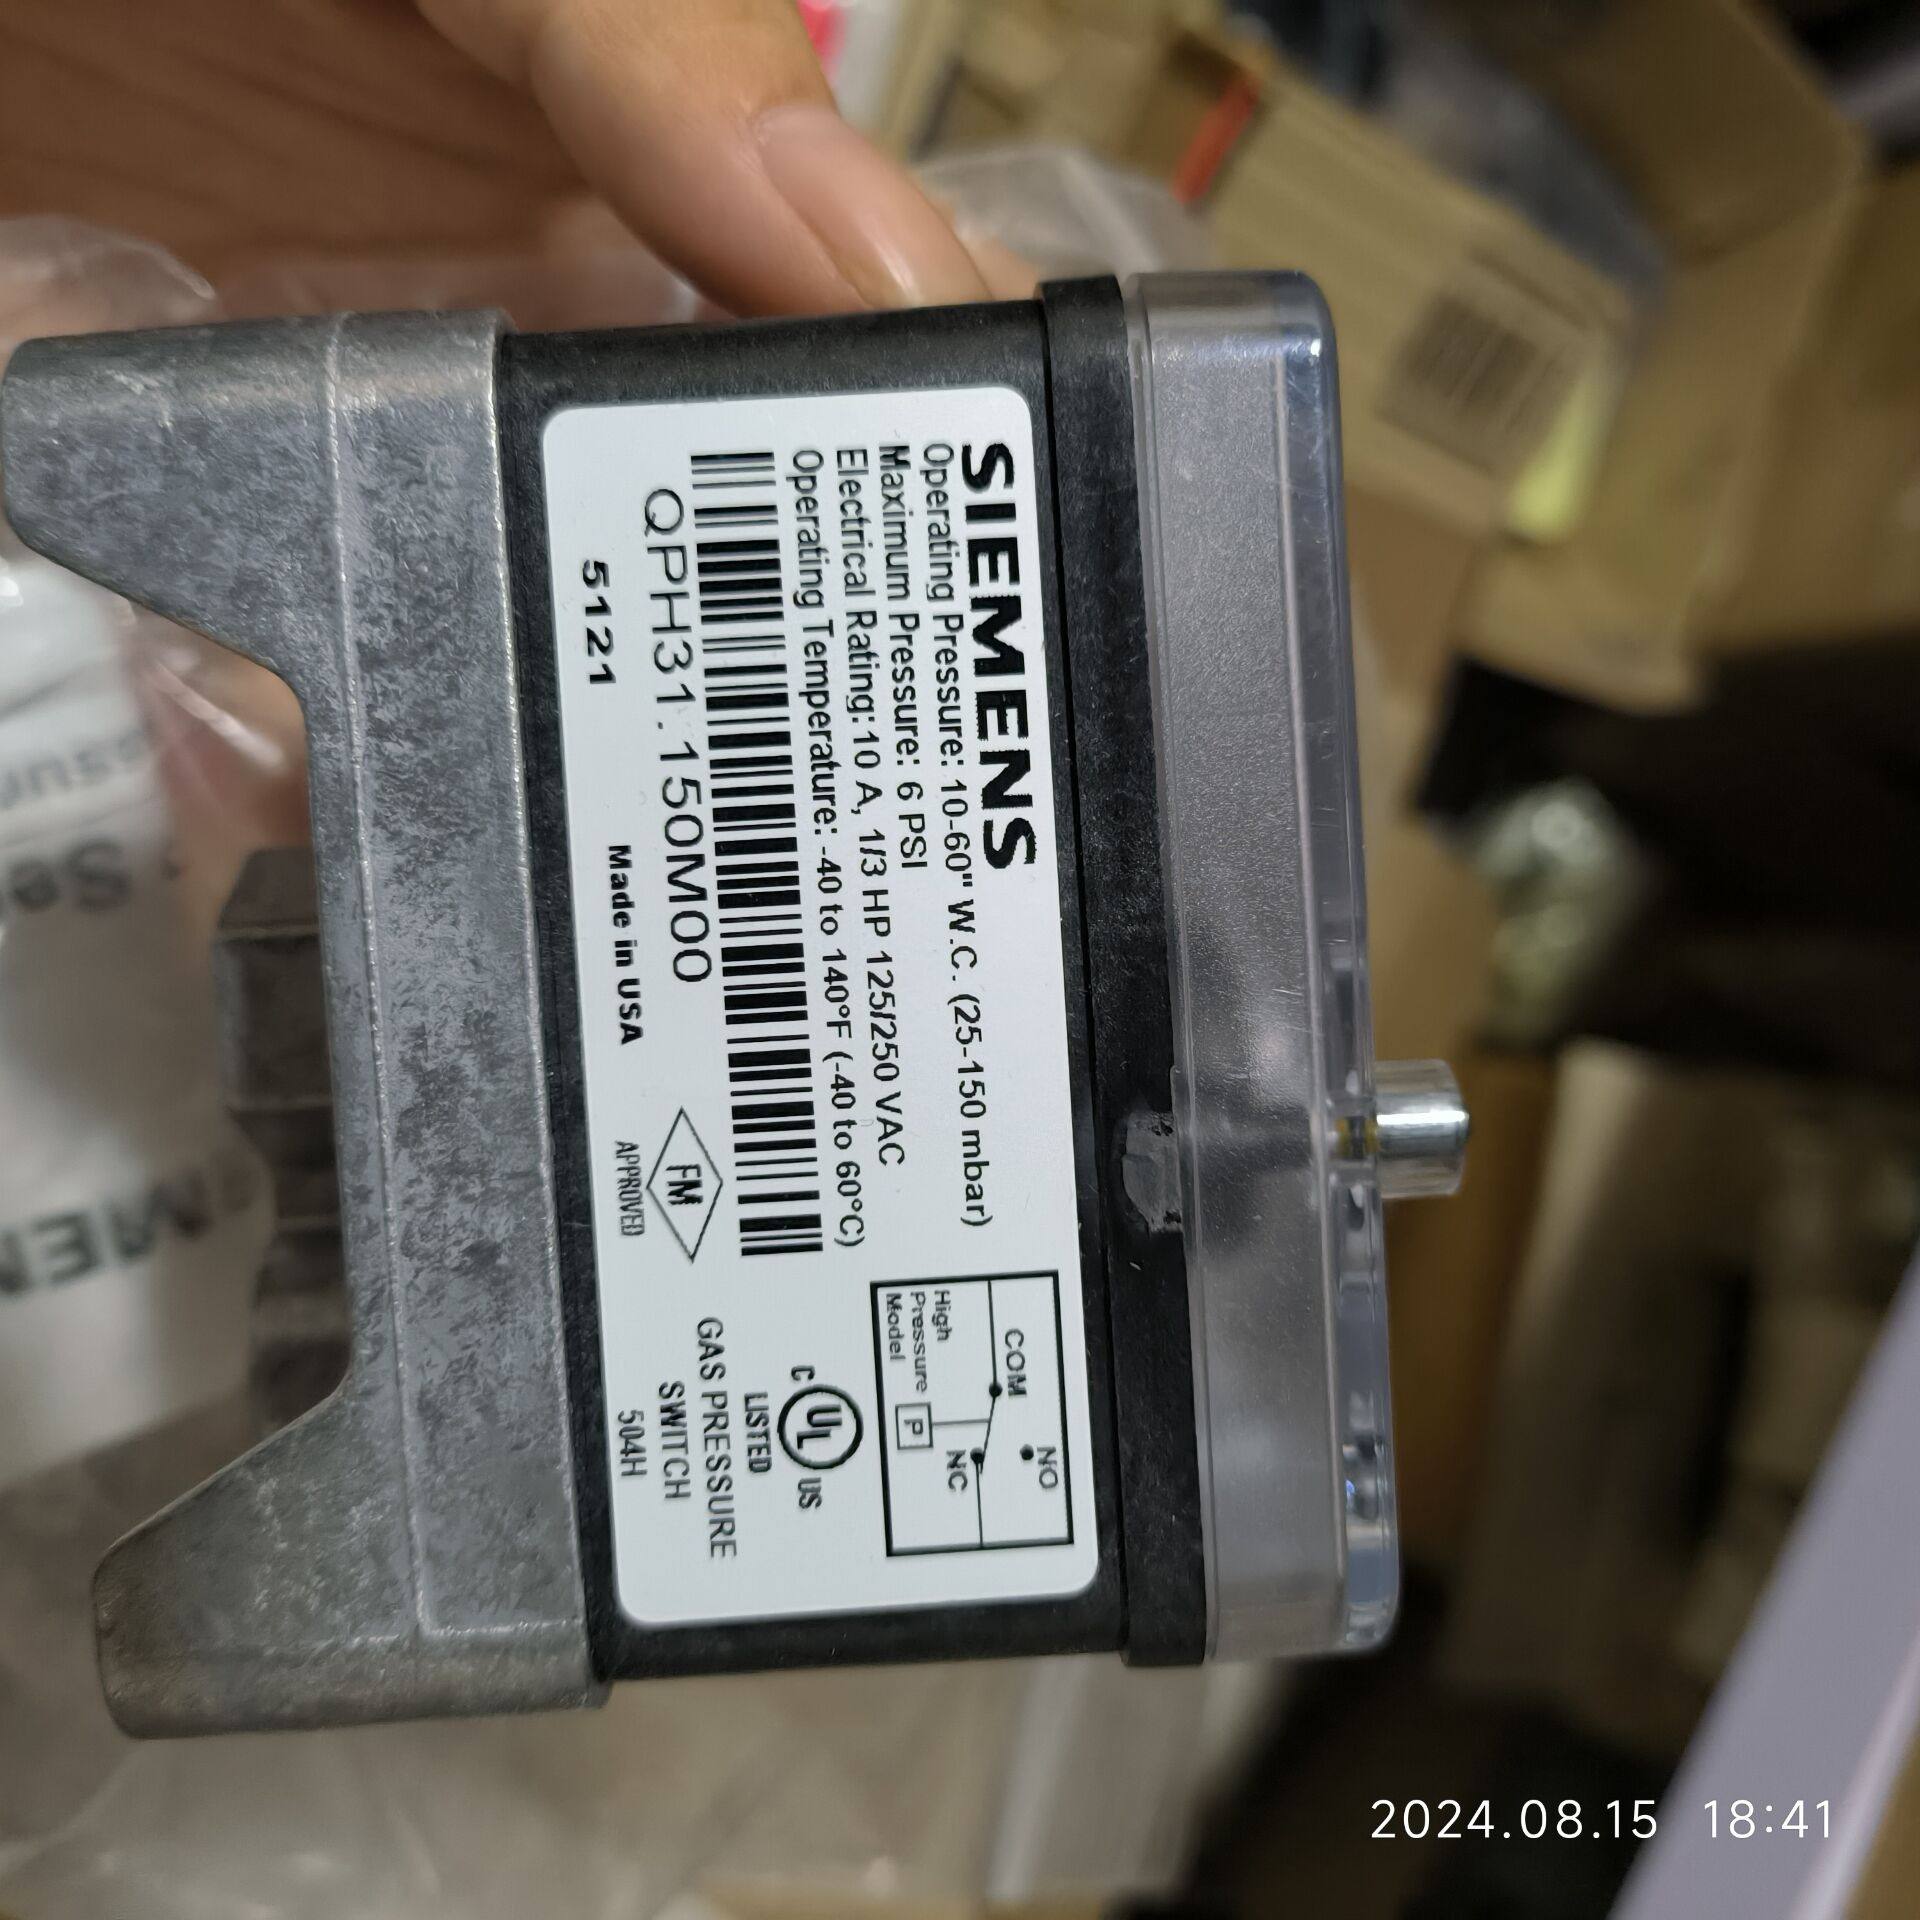 SIEMENS
Operating Pressure: 10-60" W.C. (25-150 mbar)
Maximum Pressure: 6 PSI
Electrical Rating: 10 A, 1/3 HP 125/250 VAC
Operating Temperature: -40 to 140°F (-40 to 60°C)
QPH31.150M00
5121
Made in USA
FM
APPROVED
NO
COM
NC
High
Pressure
Model
P
C UL US
LISTED
GAS PRESSURE
SWITCH
504H
2024.08.15 18:41